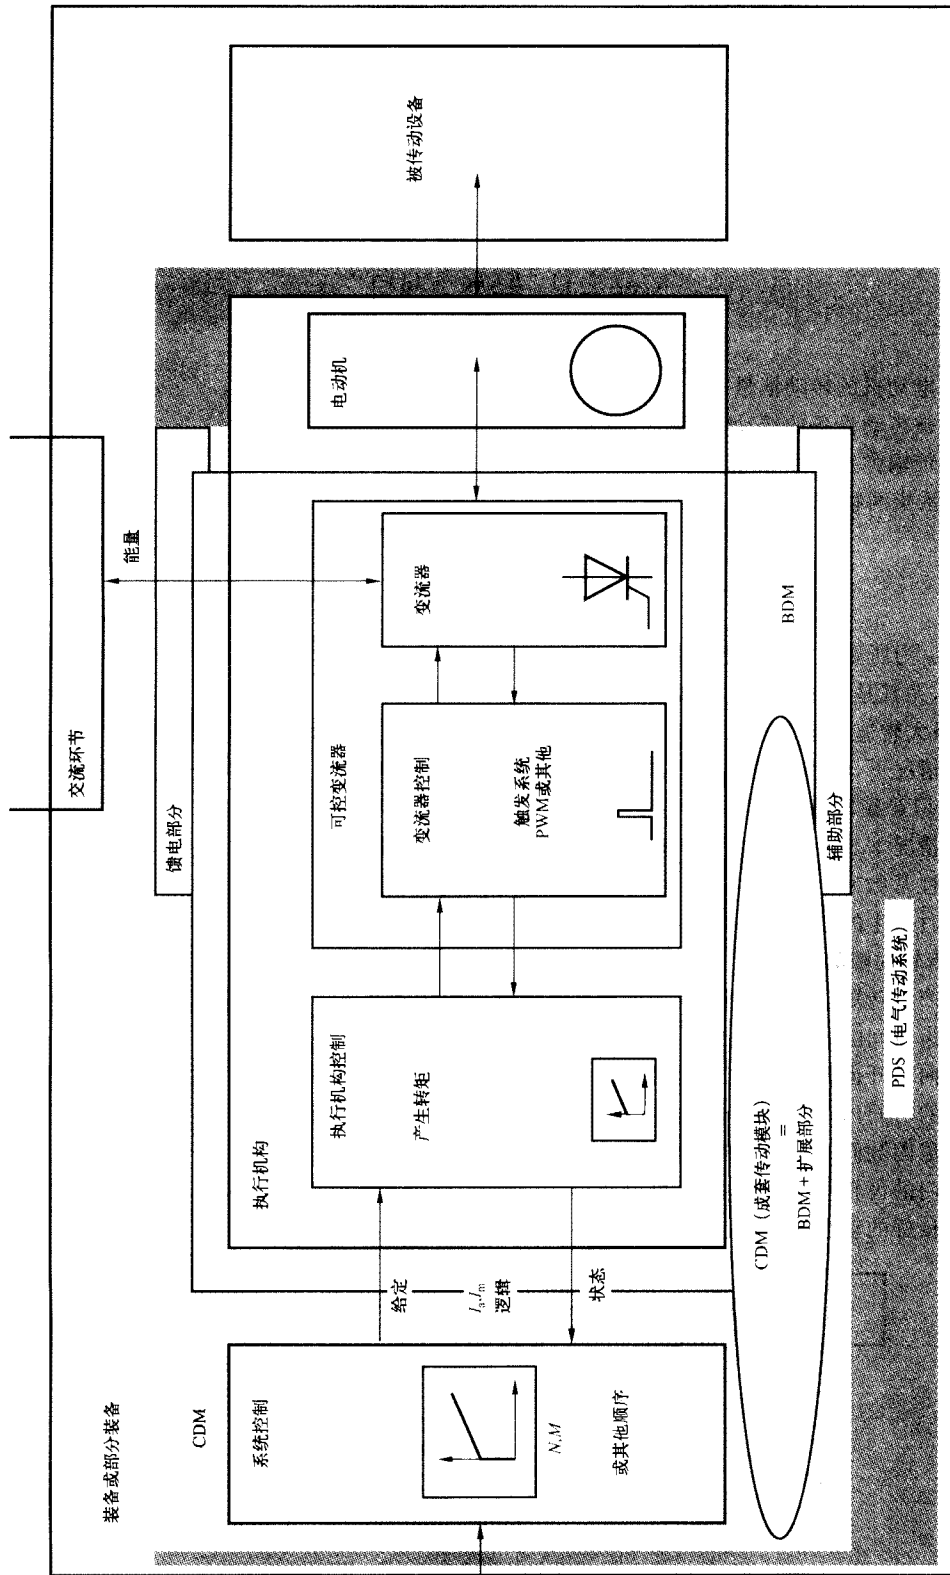 装备或部分装备
交流环节
能量
馈电部分
CDM
系统控制
N,M
或其他顺序
给定
逻辑
状态
执行机构
执行机构控制
产生转矩
可控变流器
变流器控制
触发系统
PWM或其他
变流器
电动机
被传动设备
BDM
辅助部分
CDM（成套传动模块）
=
BDM+扩展部分
PDS（电气传动系统）